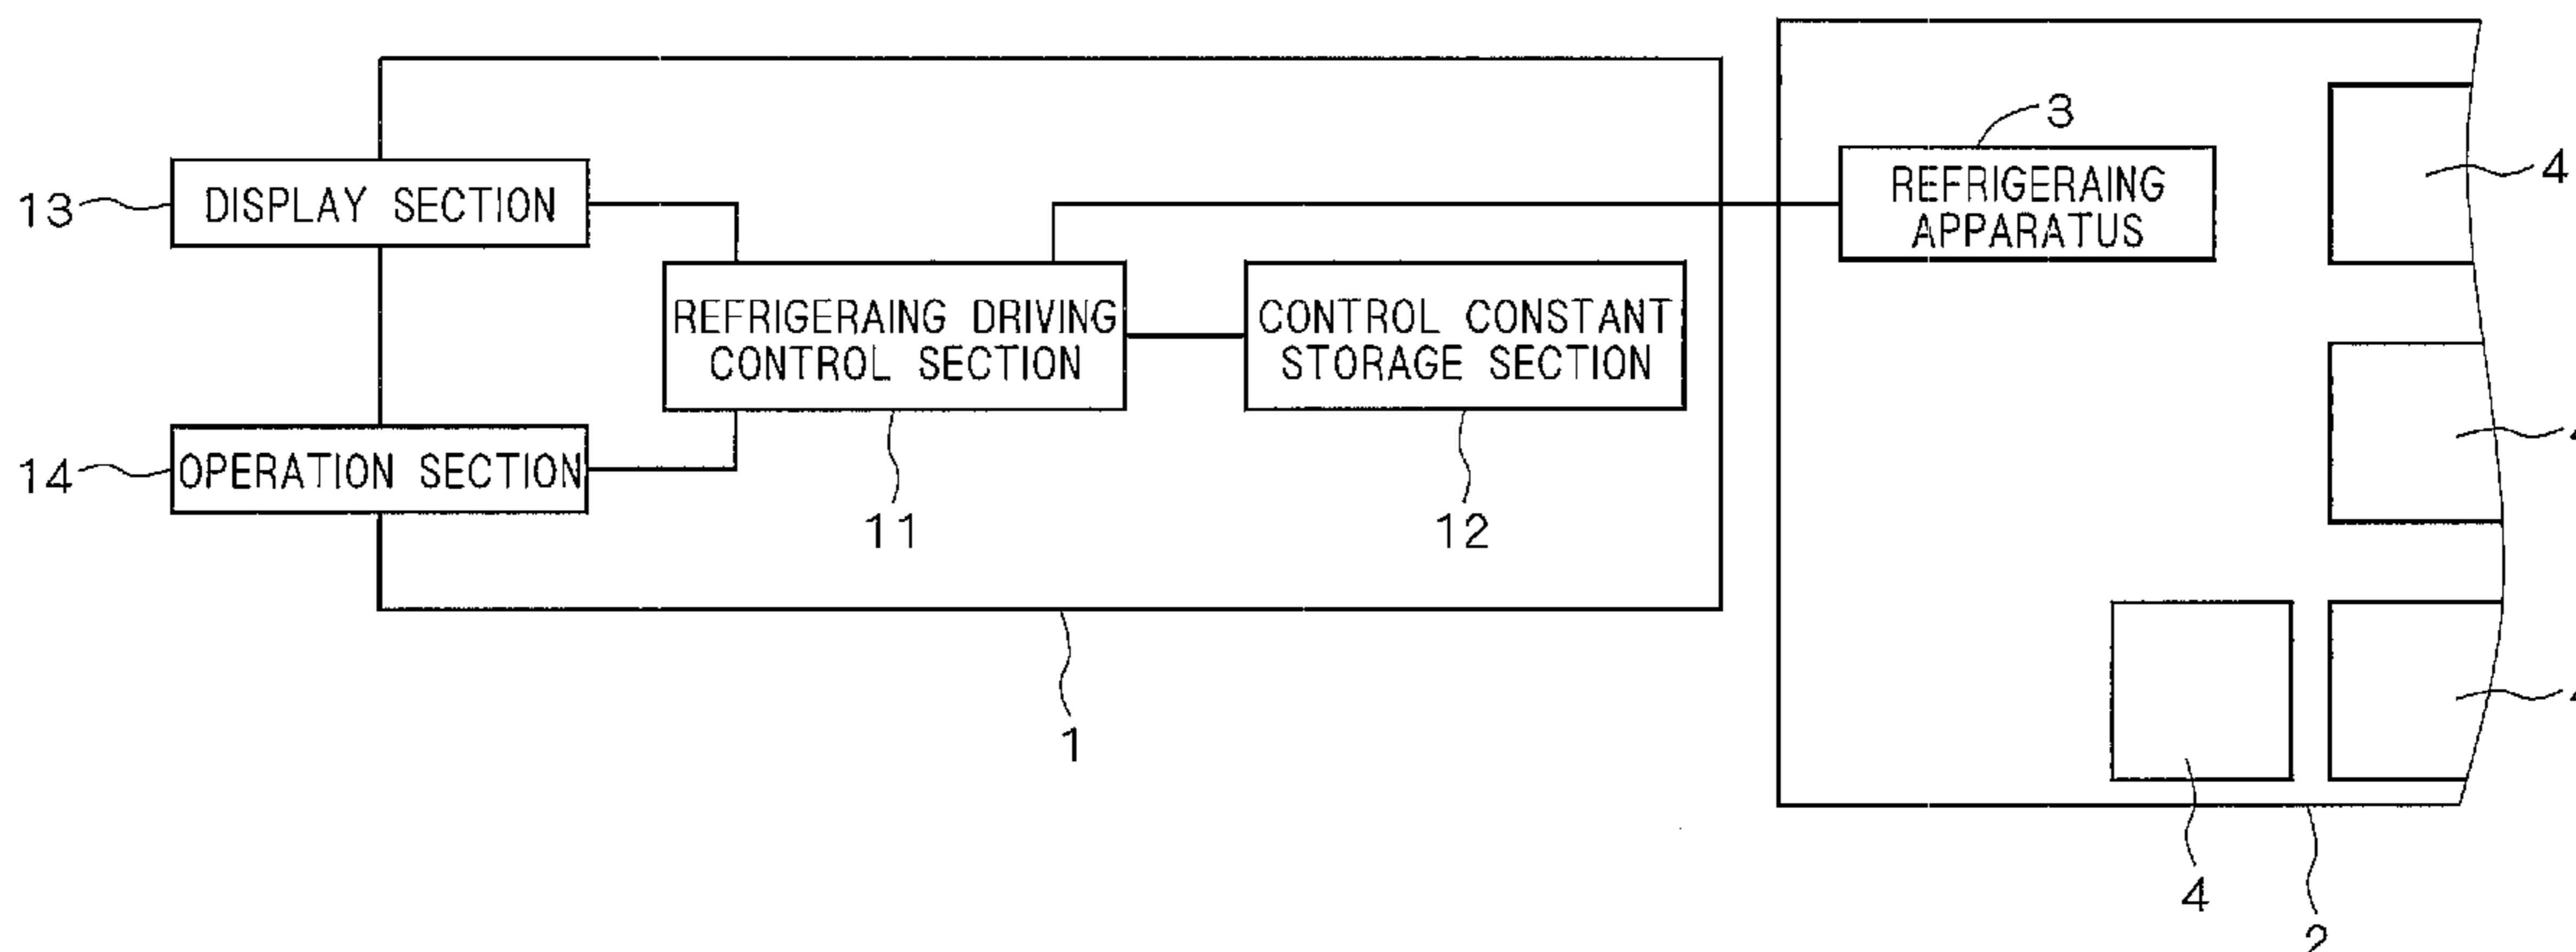 3
4
13
DISPLAY SECTION
REFRIGERAING
APPARATUS
REFRIGERAING DRIVING
CONTROL SECTION
CONTROL CONSTANT
STORAGE SECTION
14
OPERATION SECTION
11
12
1
4
2